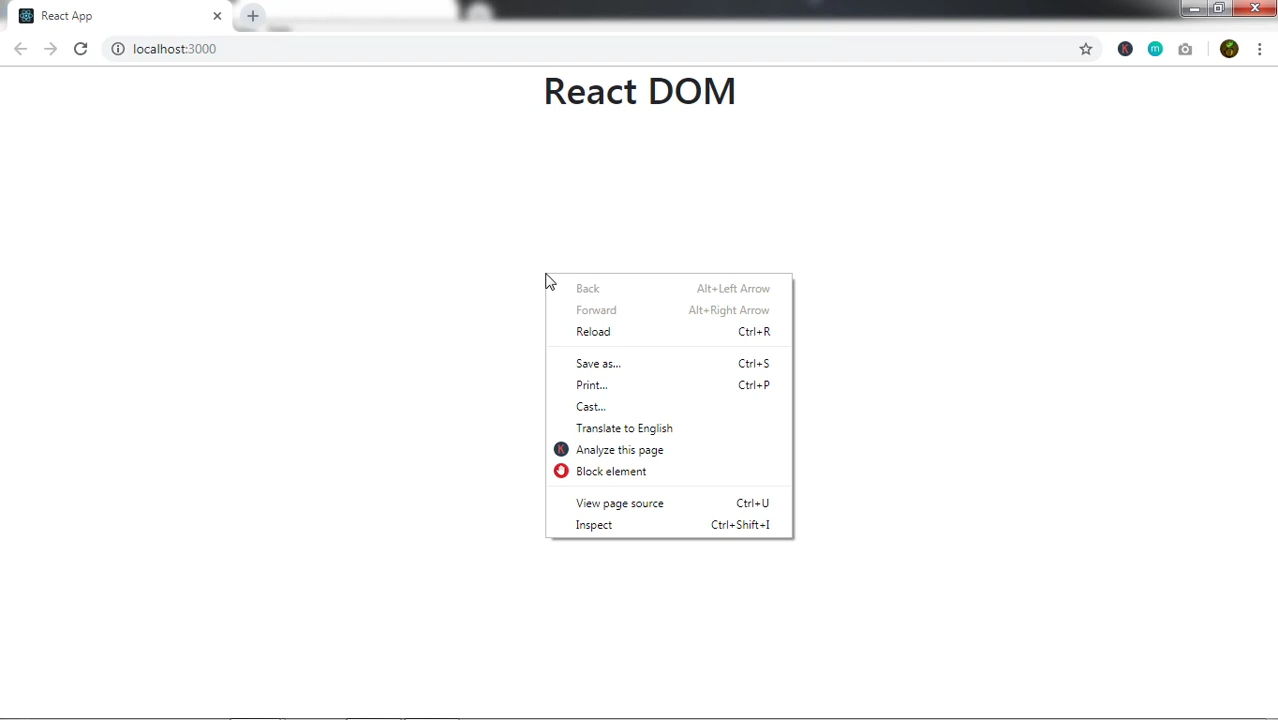 React App
localhost:3000
K
m
React DOM
Back Alt+Left Arrow
Forward Alt+Right Arrow
Reload Ctrl+R
Save as... Ctrl+S
Print... Ctrl+P
Cast...
Translate to English
K Analyze this page
Block element
View page source Ctrl+U
Inspect Ctrl+Shift+I